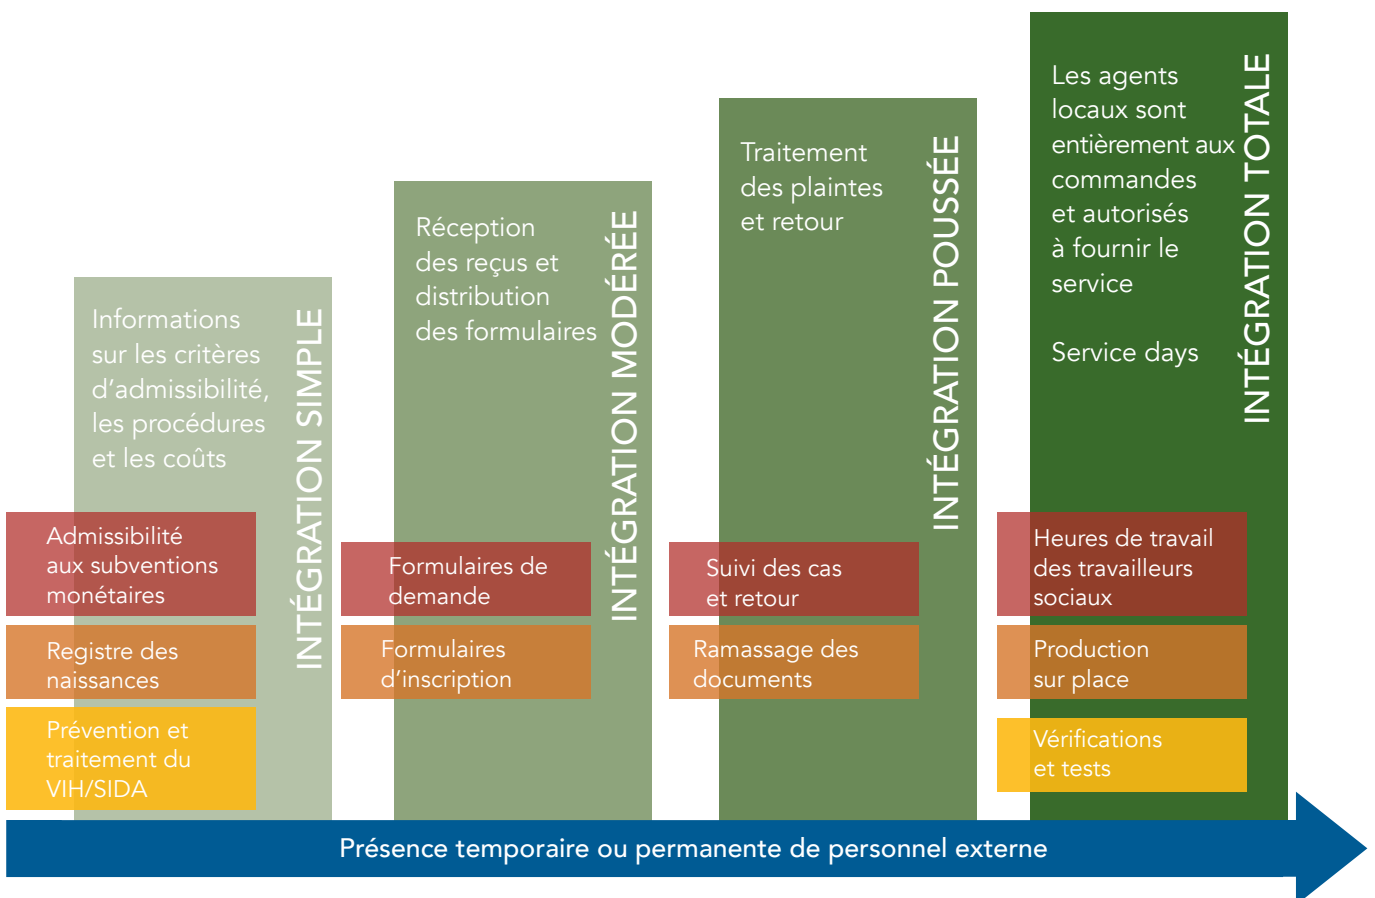 Informations
sur les critères
d’admissibilité,
les procédures
et les coûts
INTÉGRATION SIMPLE
Admissibilité
aux subventions
monétaires
Registre des
naissances
Prévention et
traitement du
VIH/SIDA
Réception
des reçus et
distribution
des formulaires
INTÉGRATION MODÉRÉE
Formulaires de
demande
Formulaires
d’inscription
Traitement
des plaintes
et retour
INTÉGRATION POUSSÉE
Suivi des cas
et retour
Ramassage des
documents
Les agents
locaux sont
entièrement aux
commandes
et autorisés
à fournir le
service
Service days
INTÉGRATION TOTALE
Heures de travail
des travailleurs
sociaux
Production
sur place
Vérifications
et tests
Présence temporaire ou permanente de personnel externe